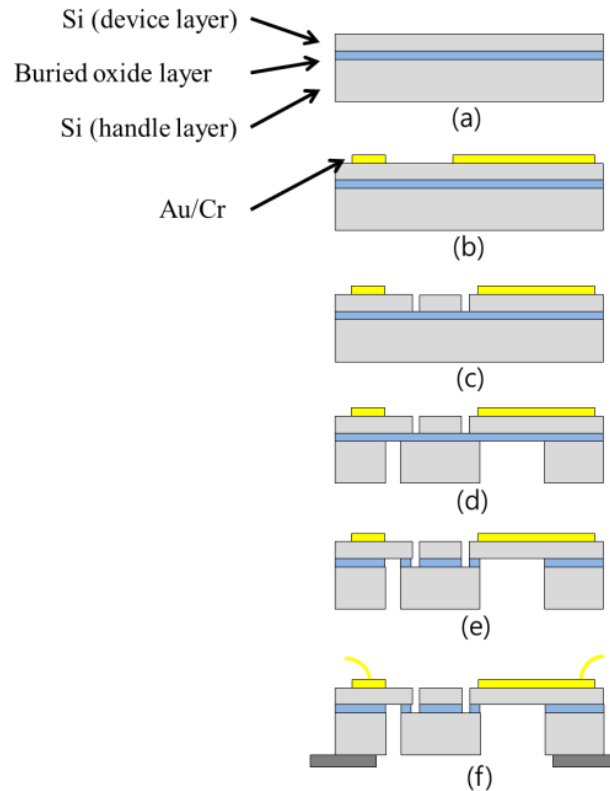 Si (device layer)
Buried oxide layer
Si (handle layer)
(a)
Au/Cr
(b)
(c)
(d)
(e)
(f)